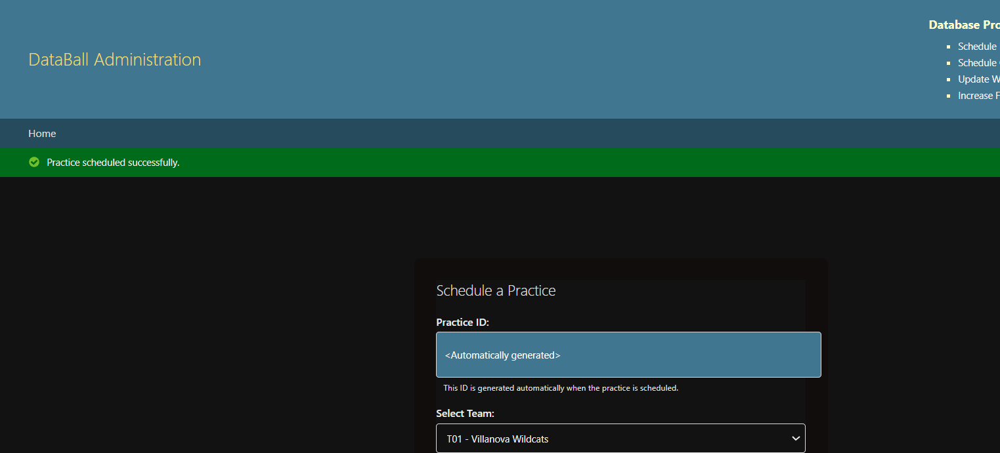 Database
Schedule
Schedule
Update
Increase
DataBall Administration
Home
Practice scheduled successfully.
Schedule a Practice
Practice ID:
<Automatically generated>
This ID is generated automatically when the practice is scheduled.
Select Team:
T01 - Villanova Wildcats